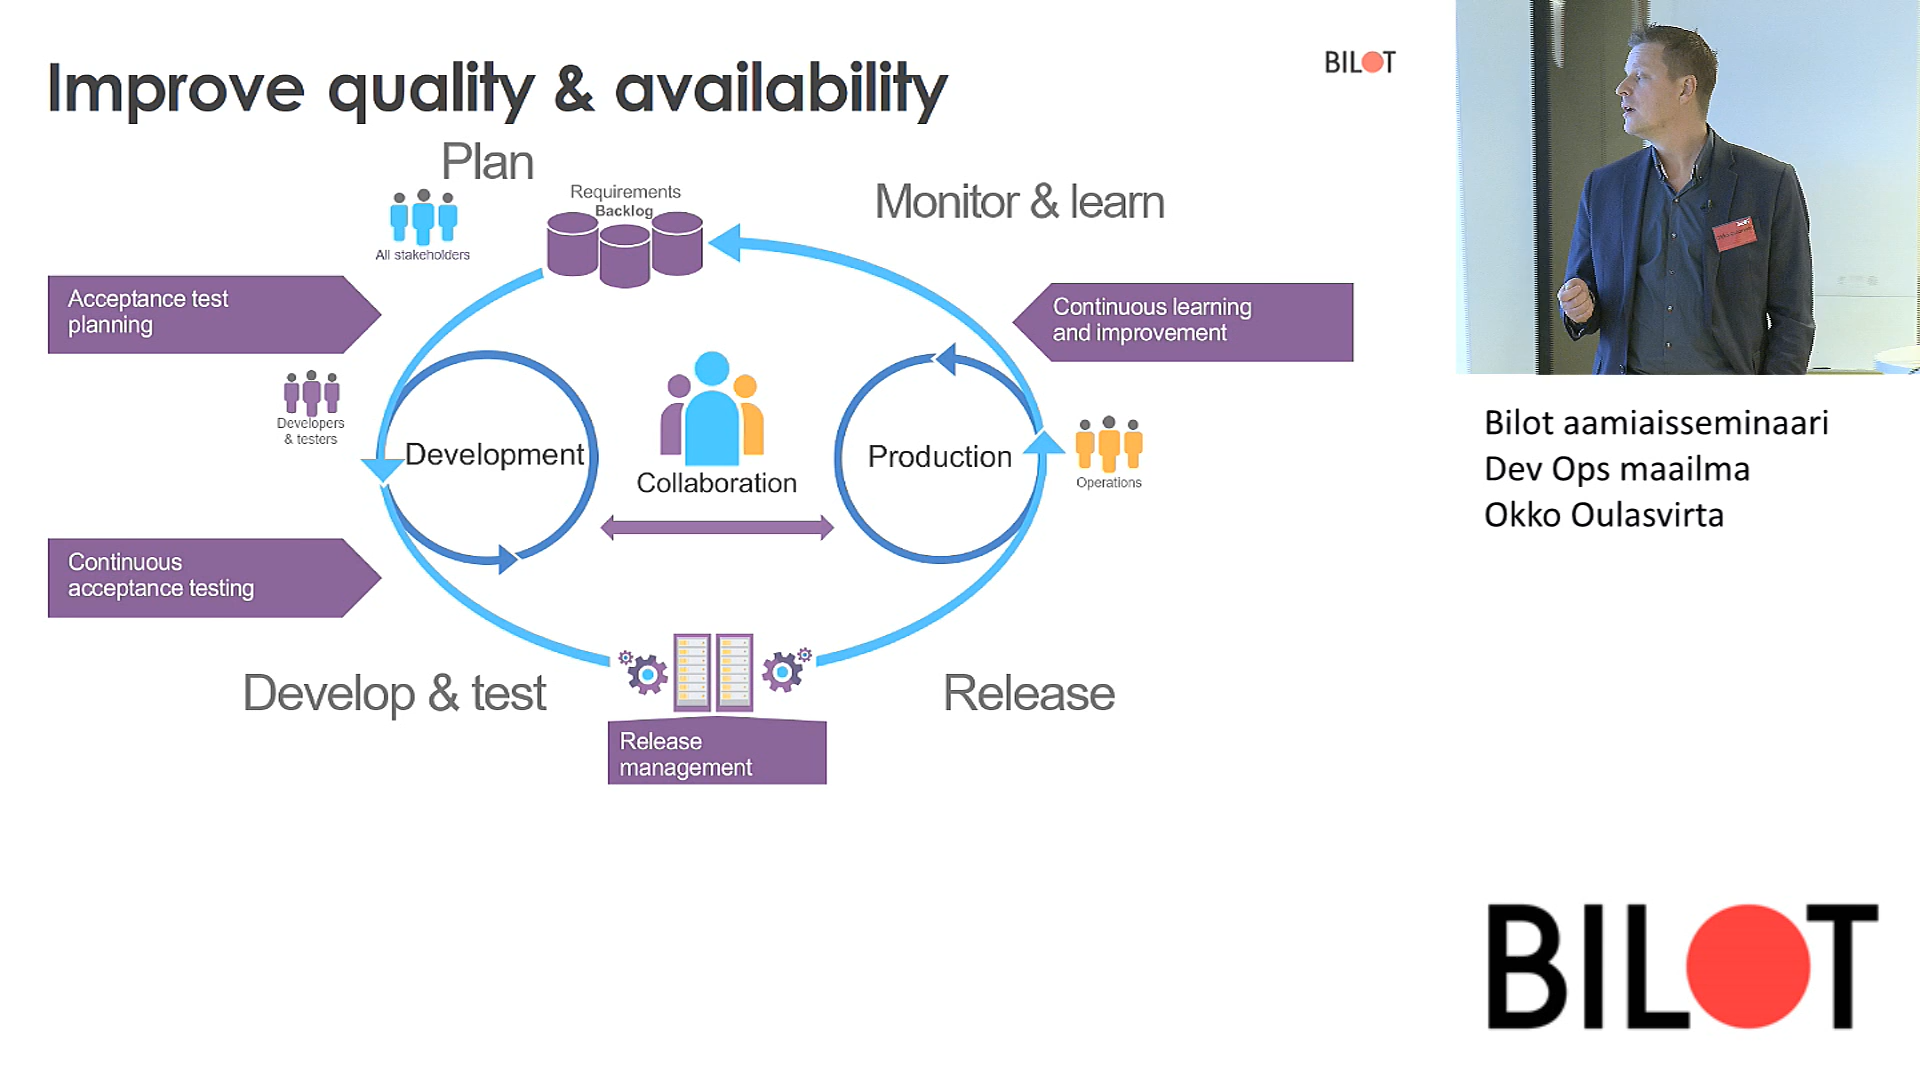 Improve quality & availability
BILOT
Plan
Requirements
Backlog
Monitor & learn
All stakeholders
Acceptance test
planning
Continuous learning
and improvement
Developers
& testers
Development
Collaboration
Production
Operations
Continuous
acceptance testing
Develop & test
Release
Release
management
Bilot aamiaisseminaari
Dev Ops maailma
Okko Oulasvirta
BILOT